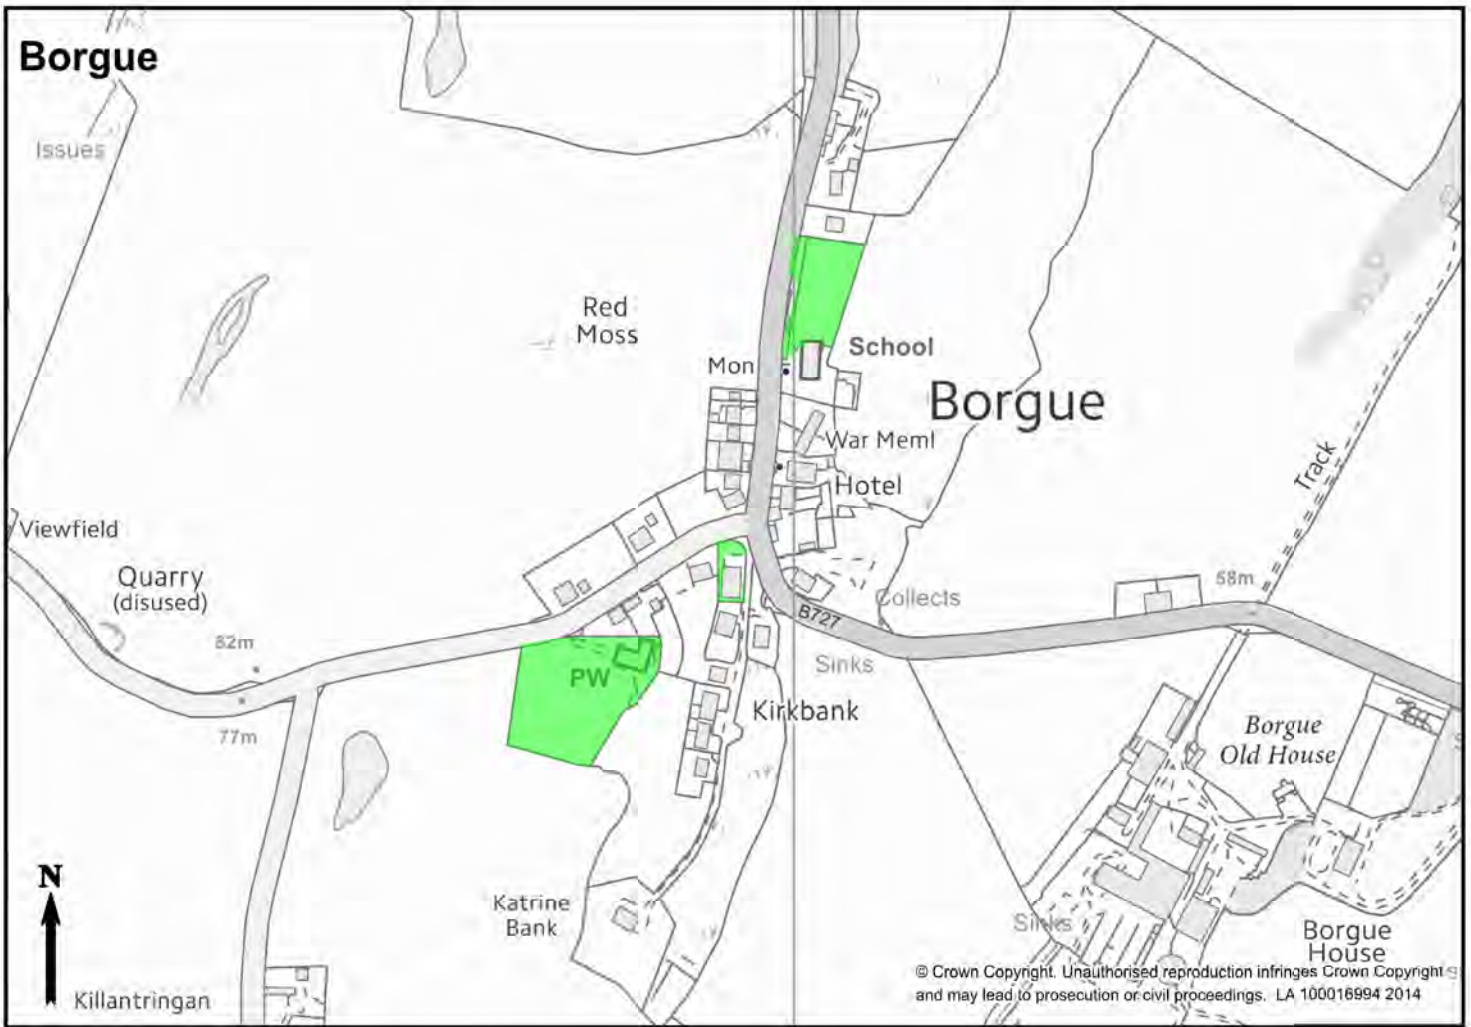 Borgue
Issues
Red
Moss
School
Mon
Borgue
War Meml
Track
Hotel
Viewfield
Quarry
(disused)
58m
Collects
B727
82m
Sinks
PW
Kirkbank
77m
Borgue
Old House
N
Katrine
Bank
Sinks
Borgue
House
© Crown Copyright. Unauthorised reproduction infringes Crown Copyright
and may lead to prosecution or civil proceedings. LA 100016994 2014
Killantringan